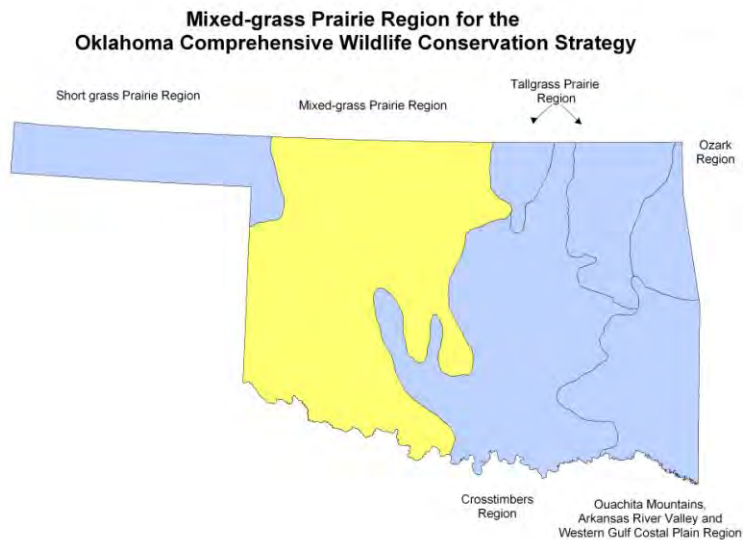 Mixed-grass Prairie Region for the
Oklahoma Comprehensive Wildlife Conservation Strategy
Short grass Prairie Region
Mixed-grass Prairie Region
Tallgrass Prairie
Region
Ozark
Region
Crosstimbers
Region
Ouachita Mountains,
Arkansas River Valley and
Western Gulf Costal Plain Region